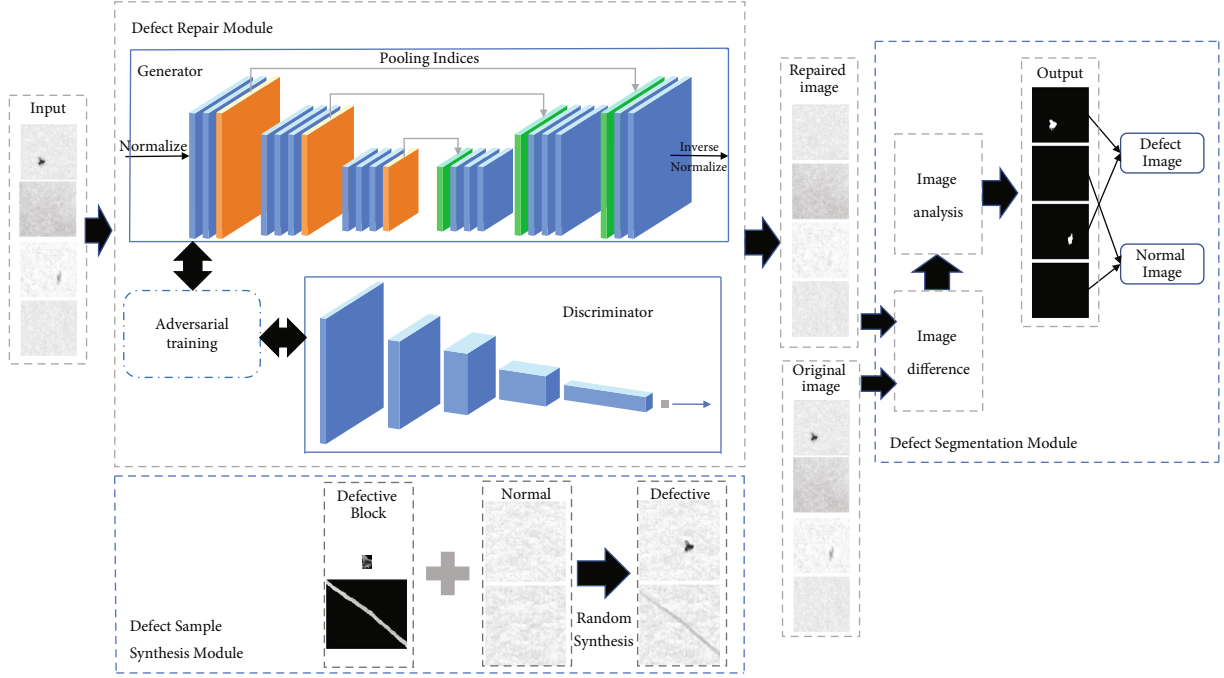 Defect Repair Module
Generator
Pooling Indices
Input
Normalize
Inverse
Normalize
Adversarial
training
Discriminator
Repaired
image
Original
image
Output
Image
analysis
Defect
Image
Normal
Image
Image
difference
Defect Segmentation Module
Defective
Block
Normal
Defective
Random
Synthesis
Defect Sample
Synthesis Module